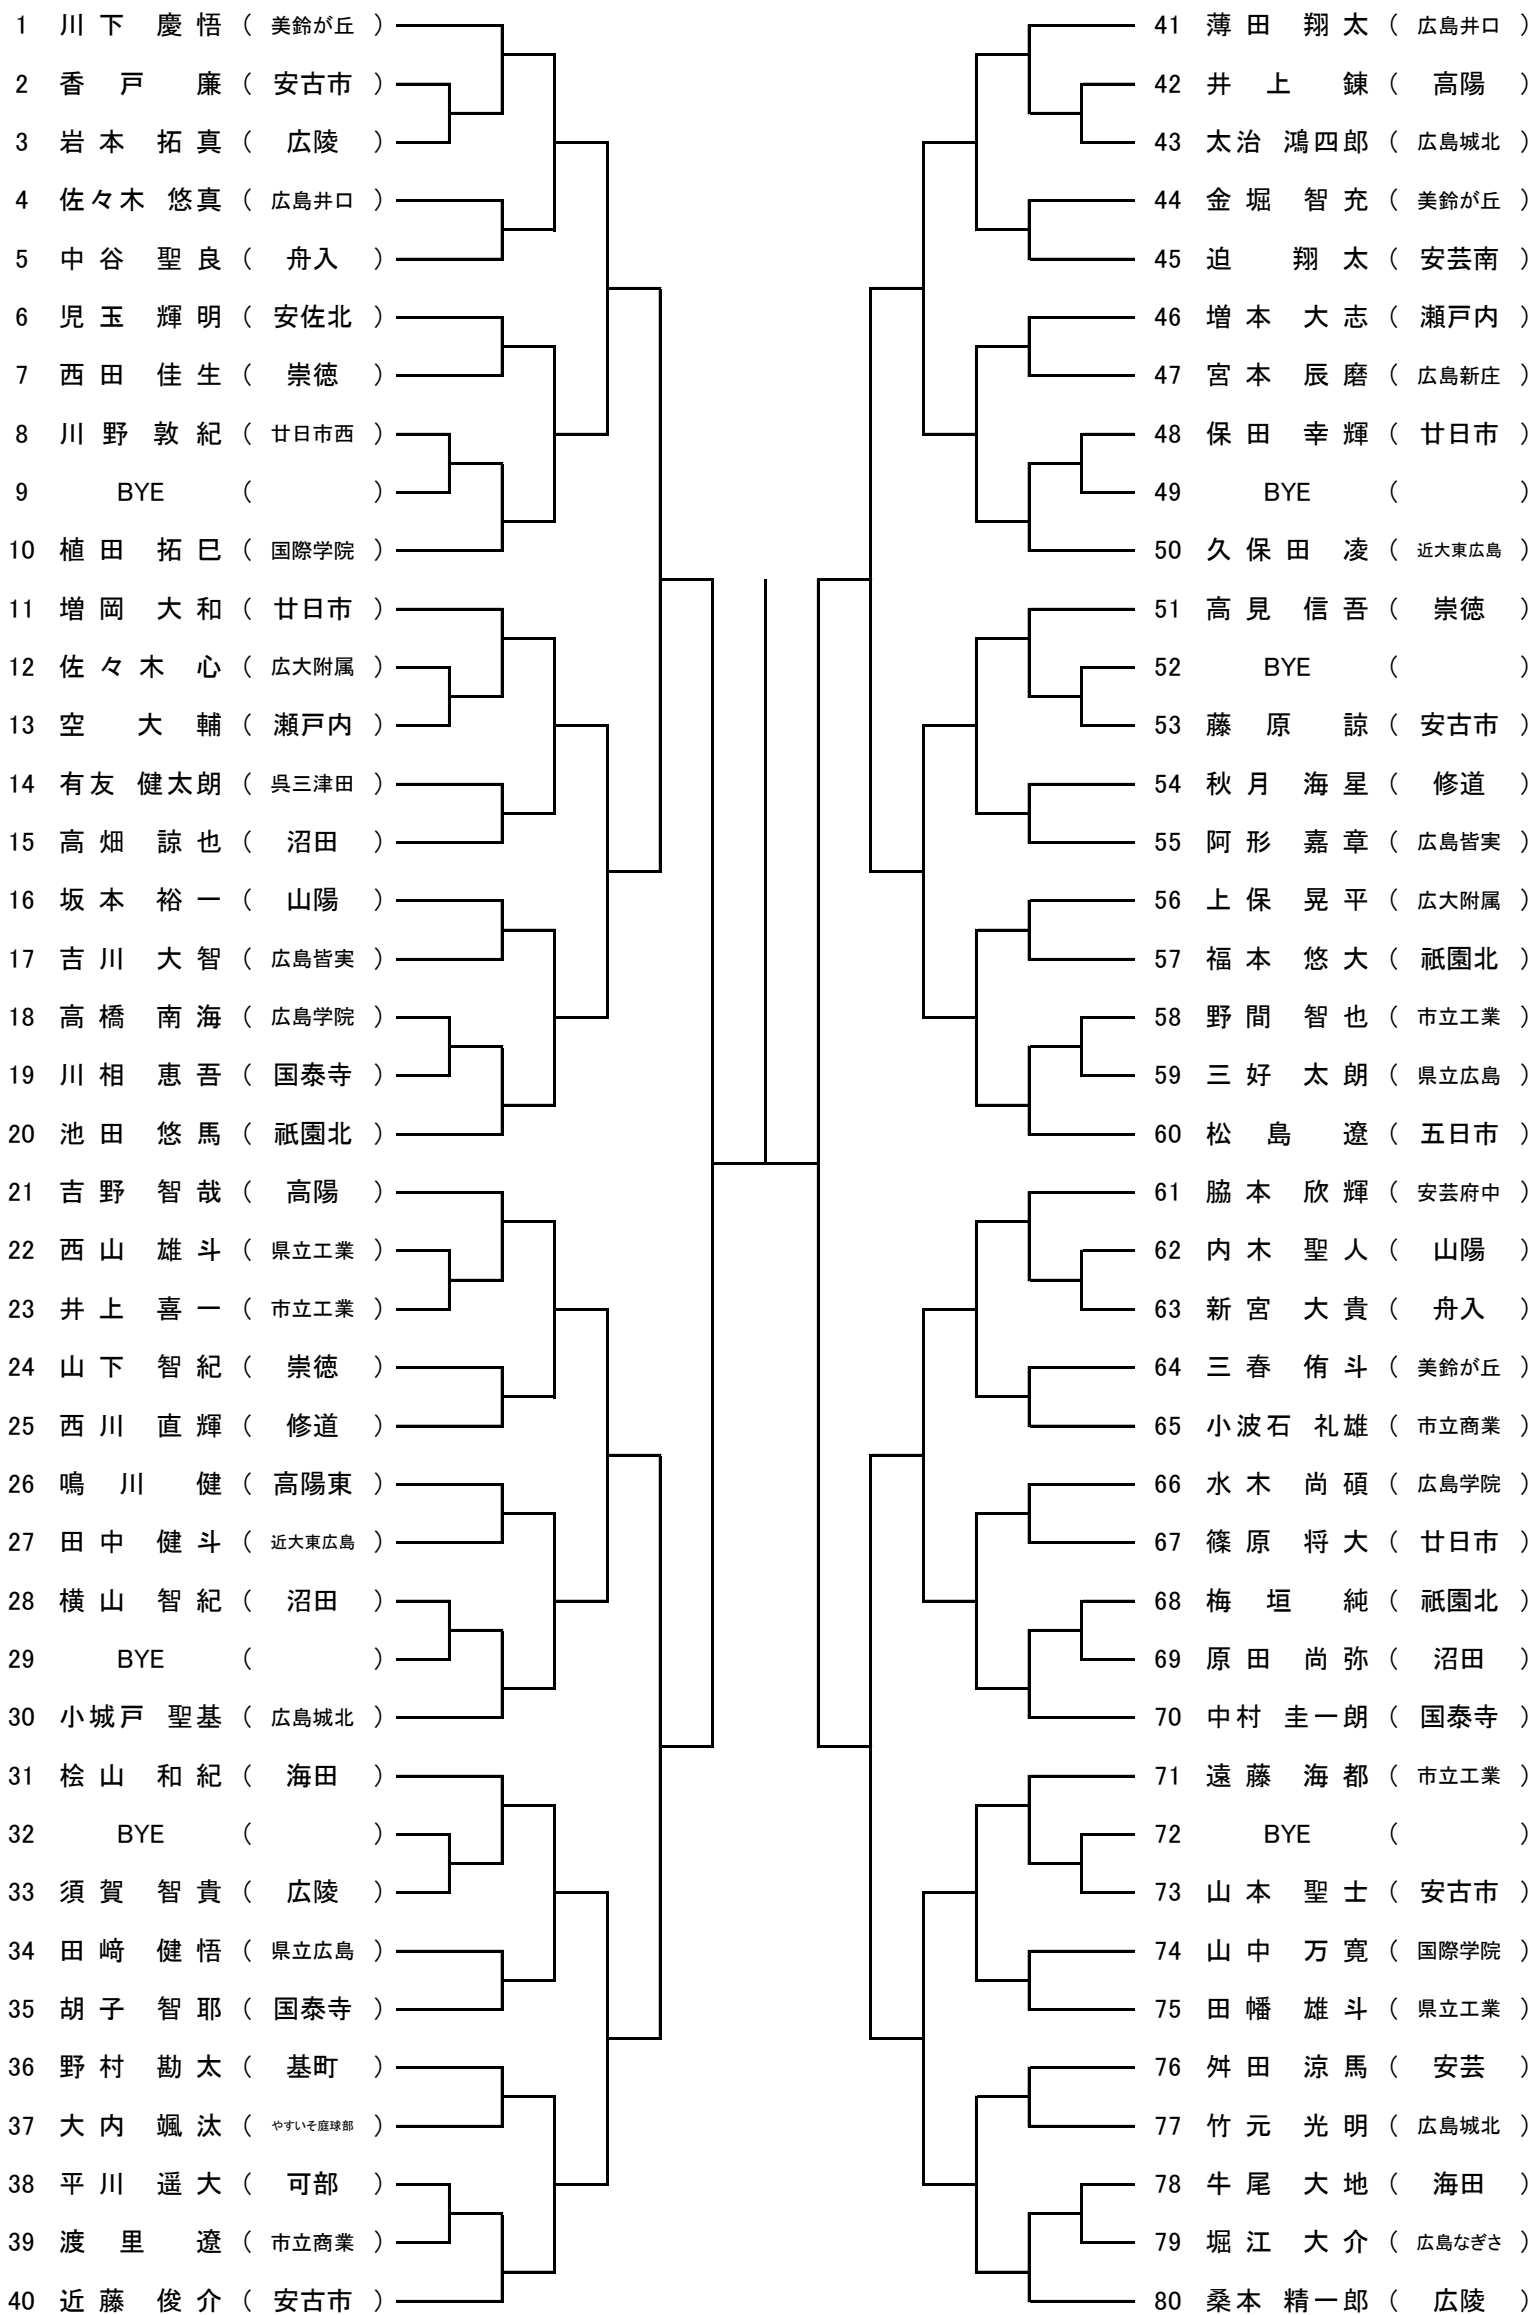 1 川下 慶悟 ( 美鈴が丘 )
2 香戸 廉 ( 安古市 )
3 岩本 拓真 ( 広陵 )
4 佐々木 悠真 ( 広島井口 )
5 中谷 聖良 ( 舟入 )
6 児玉 輝明 ( 安佐北 )
7 西田 佳生 ( 崇徳 )
8 川野 敦紀 ( 廿日市西 )
9 BYE ( )
10 植田 拓巳 ( 国際学院 )
11 増岡 大和 ( 廿日市 )
12 佐々木 心 ( 広大附属 )
13 空 大輔 ( 瀬戸内 )
14 有友 健太朗 ( 呉三津田 )
15 高畑 諒也 ( 沼田 )
16 坂本 裕一 ( 山陽 )
17 吉川 大智 ( 広島皆実 )
18 高橋 南海 ( 広島学院 )
19 川相 恵吾 ( 国泰寺 )
20 池田 悠馬 ( 祇園北 )
21 吉野 智哉 ( 高陽 )
22 西山 雄斗 ( 県立工業 )
23 井上 喜一 ( 市立工業 )
24 山下 智紀 ( 崇徳 )
25 西川 直輝 ( 修道 )
26 鳴川 健 ( 高陽東 )
27 田中 健斗 ( 近大東広島 )
28 横山 智紀 ( 沼田 )
29 BYE ( )
30 小城戸 聖基 ( 広島城北 )
31 桧山 和紀 ( 海田 )
32 BYE ( )
33 須賀 智貴 ( 広陵 )
34 田﨑 健悟 ( 県立広島 )
35 胡子 智耶 ( 国泰寺 )
36 野村 勘太 ( 基町 )
37 大内 颯汰 ( やすいそ庭球部 )
38 平川 遥大 ( 可部 )
39 渡里 遼 ( 市立商業 )
40 近藤 俊介 ( 安古市 )
41 薄田 翔太 ( 広島井口 )
42 井上 錬 ( 高陽 )
43 太治 鴻四郎 ( 広島城北 )
44 金堀 智充 ( 美鈴が丘 )
45 迫 翔太 ( 安芸南 )
46 増本 大志 ( 瀬戸内 )
47 宮本 辰磨 ( 広島新庄 )
48 保田 幸輝 ( 廿日市 )
49 BYE ( )
50 久保田 凌 ( 近大東広島 )
51 高見 信吾 ( 崇徳 )
52 BYE ( )
53 藤原 諒 ( 安古市 )
54 秋月 海星 ( 修道 )
55 阿形 嘉章 ( 広島皆実 )
56 上保 晃平 ( 広大附属 )
57 福本 悠大 ( 祇園北 )
58 野間 智也 ( 市立工業 )
59 三好 太朗 ( 県立広島 )
60 松島 遼 ( 五日市 )
61 脇本 欣輝 ( 安芸府中 )
62 内木 聖人 ( 山陽 )
63 新宮 大貴 ( 舟入 )
64 三春 侑斗 ( 美鈴が丘 )
65 小波石 礼雄 ( 市立商業 )
66 水木 尚碩 ( 広島学院 )
67 篠原 将大 ( 廿日市 )
68 梅垣 純 ( 祇園北 )
69 原田 尚弥 ( 沼田 )
70 中村 圭一朗 ( 国泰寺 )
71 遠藤 海都 ( 市立工業 )
72 BYE ( )
73 山本 聖士 ( 安古市 )
74 山中 万寛 ( 国際学院 )
75 田幡 雄斗 ( 県立工業 )
76 舛田 涼馬 ( 安芸 )
77 竹元 光明 ( 広島城北 )
78 牛尾 大地 ( 海田 )
79 堀江 大介 ( 広島なぎさ )
80 桑本 精一郎 ( 広陵 )